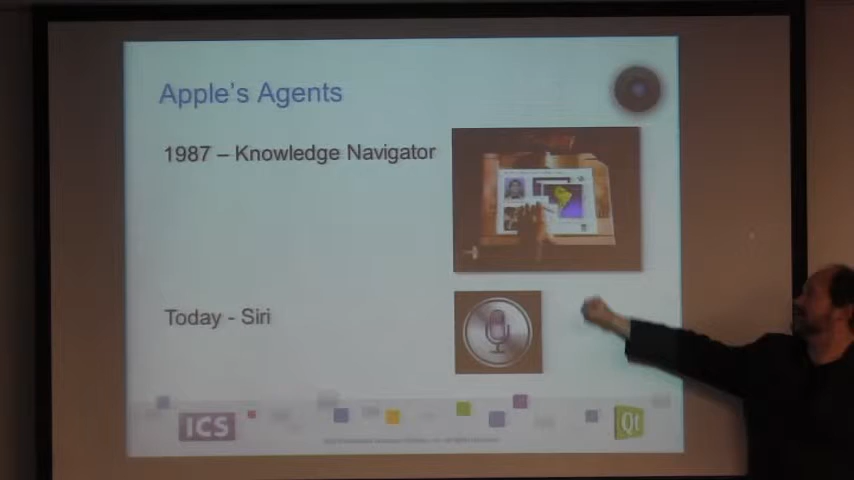 Apple's Agents
1987 – Knowledge Navigator
Today - Siri
ICS
Qt